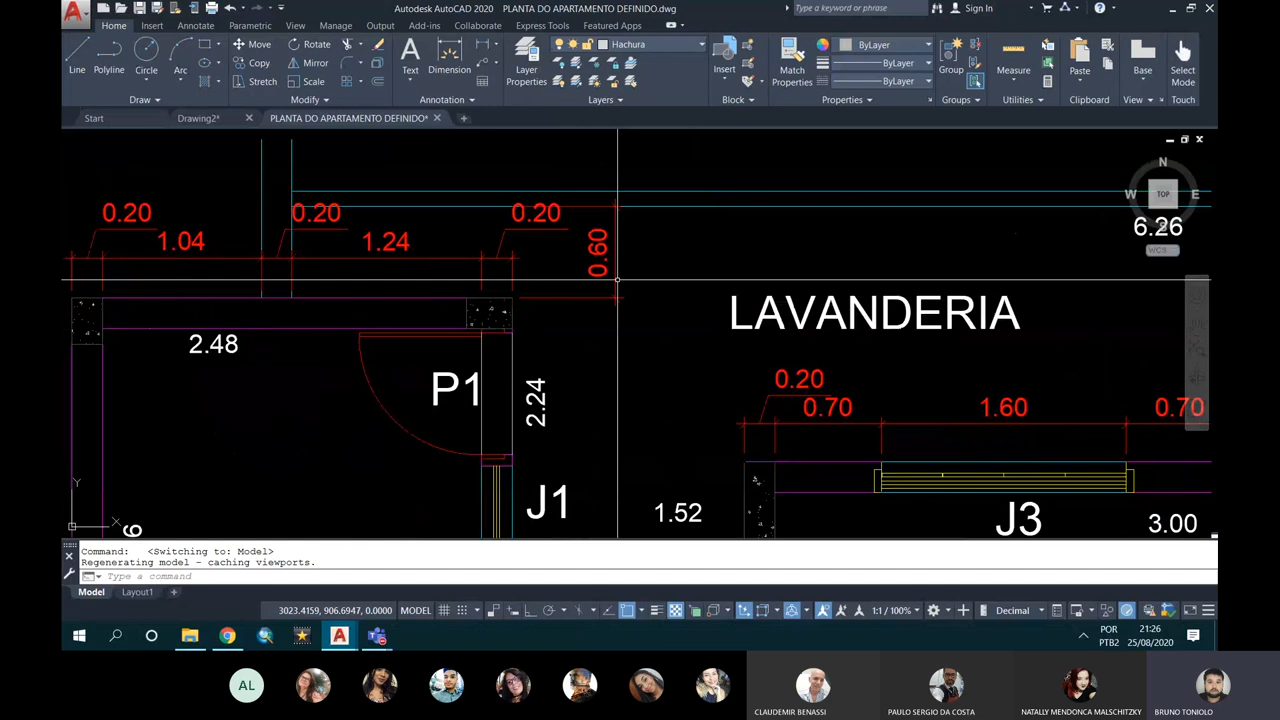 Autodesk AutoCAD 2020 PLANTA DO APARTAMENTO DEFINIDO.dwg
Type a keyword or phrase
Sign In
Home Insert Annotate Parametric View Manage Output Add-ins Collaborate Express Tools Featured Apps
Line Polyline Circle Arc
Move Rotate
Copy Mirror
Stretch Scale
Text Dimension
Layer Properties
Hachura
Insert
Match Properties
ByLayer
ByLayer
ByLayer
Group
Measure
Paste
Base
Select Mode
Draw Modify Annotation Layers Block Properties Groups Utilities Clipboard View Touch
Start Drawing2* PLANTA DO APARTAMENTO DEFINIDO*
N
W TOP E
S
WCS
6.26
0.20 0.20 0.20
1.04 1.24
0.60
LAVANDERIA
2.48
P1
2.24
0.20
0.70 1.60 0.70
J1
1.52
J3
3.00
Y
X
6
Command: <Switching to: Model>
Regenerating model - caching viewports.
Type a command
Model Layout1
3023.4159, 906.6947, 0.0000 MODEL 1:1 / 100% Decimal
POR
PTB2
21:26
25/08/2020
AL
CLAUDEMIR BENASSI PAULO SERGIO DA COSTA NATALLY MENDONCA MALSCHITZKY BRUNO TONIOLO